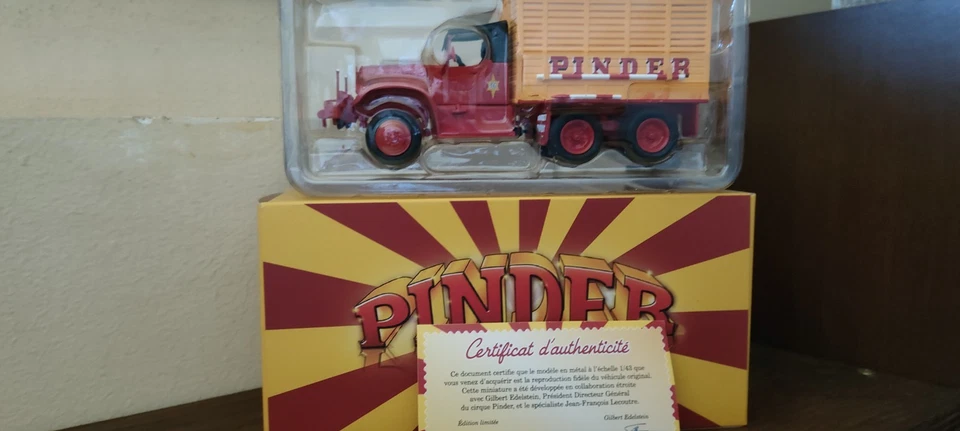 PINDER
PINDER
Certificat d'authenticité
Ce document certifie que le modèle en métal à l'échelle 1/43 que
vous venez d'acquérir est la reproduction fidèle du véhicule original.
Cette miniature a été développée en collaboration étroite
avec Gilbert Edelstein, Président Directeur Général
du cirque Pinder, et le spécialiste Jean-François Lecoutre.
Gilbert Edelstein
Édition limitée